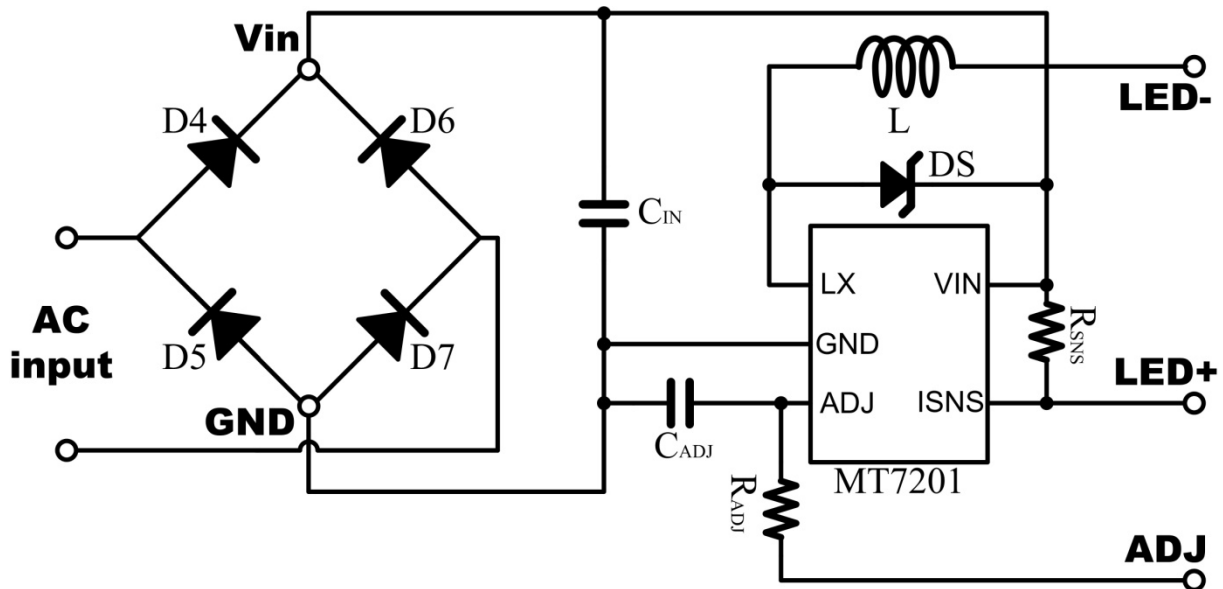 Vin
D4
D6
L
LED-
DS
CIN
AC
input
LX
VIN
GND
RSNS
D5
D7
GND
ADJ
ISNS
LED+
CADJ
MT7201
RADJ
ADJ